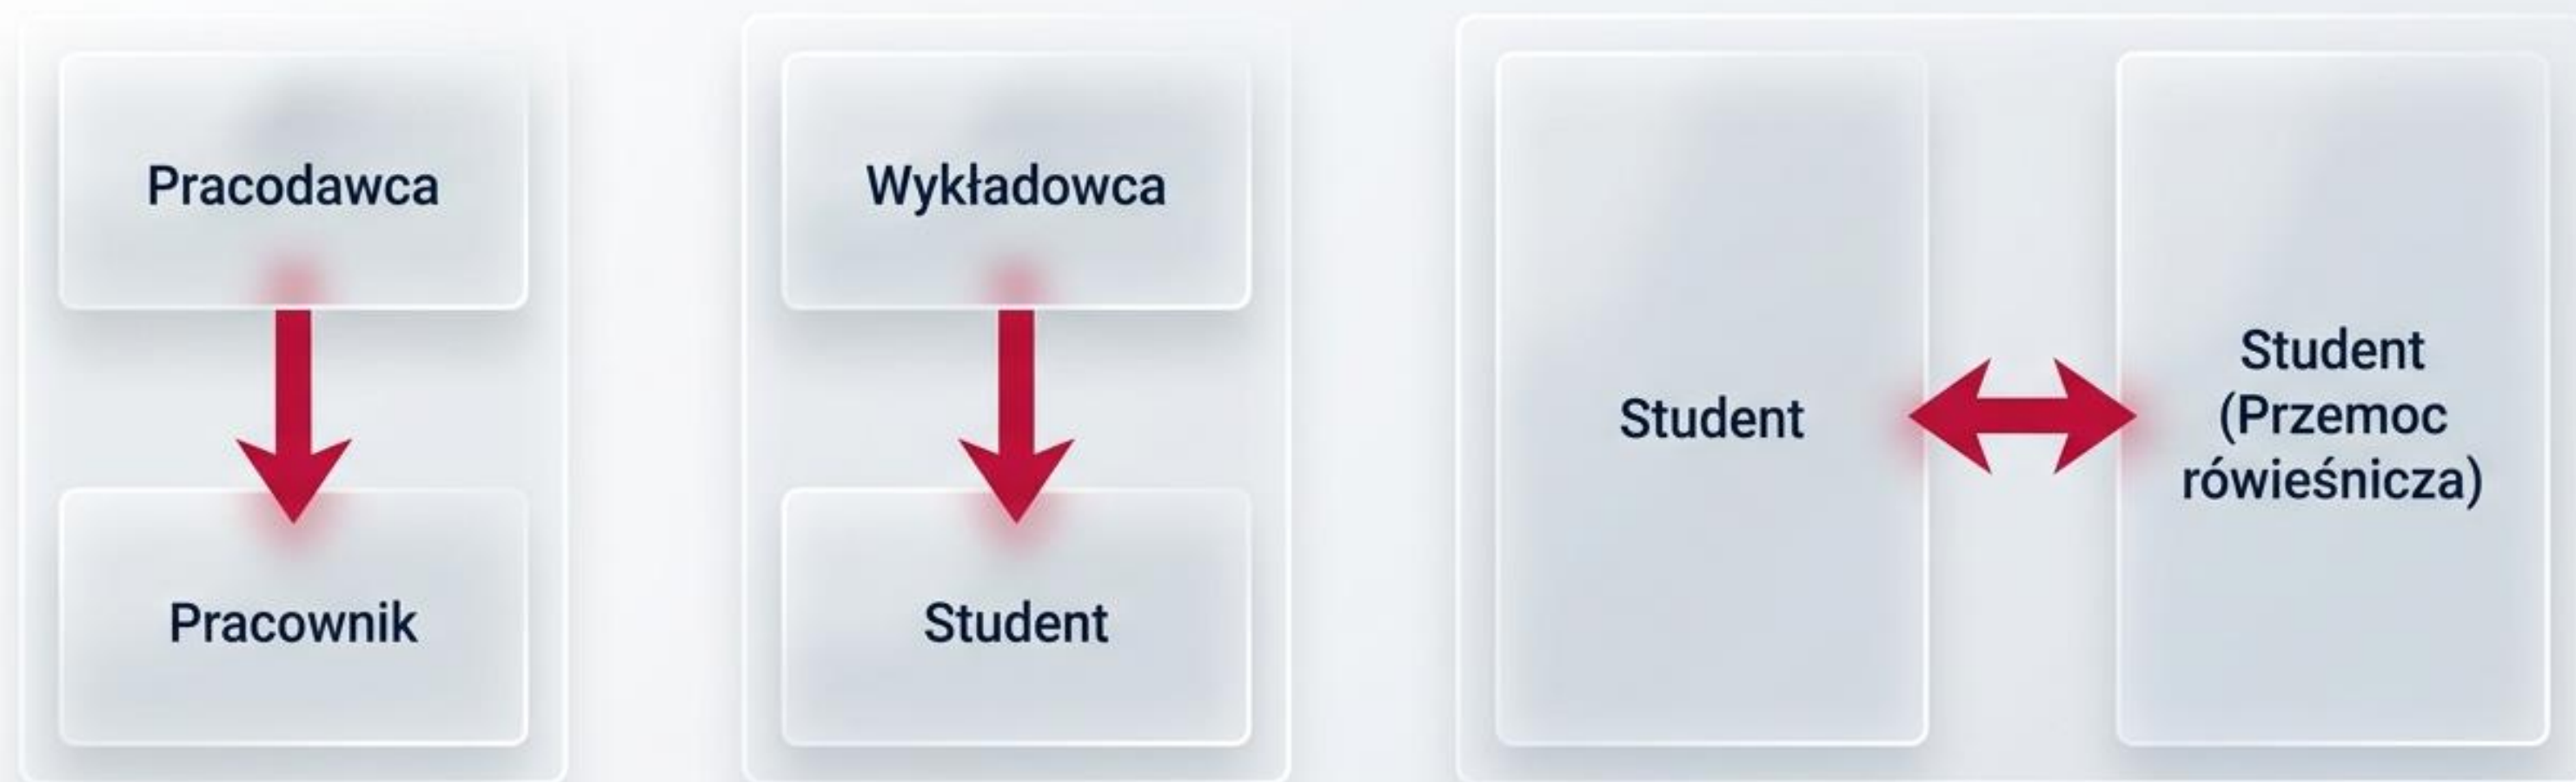 Pracodawca
Pracownik
Wykładowca
Student
Student
Student
(Przemoc
rówieśnicza)